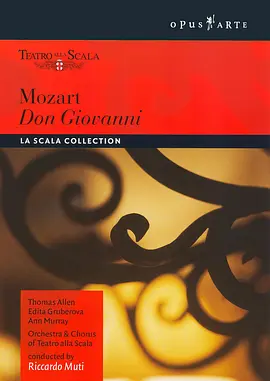 OPUS ARTE
TEATRO ALLA SCALA
Mozart
Don Giovanni
LA SCALA COLLECTION
Thomas Allen
Edita Gruberova
Ann Murray
Orchestra & Chorus
of Teatro alla Scala
conducted by
Riccardo Muti